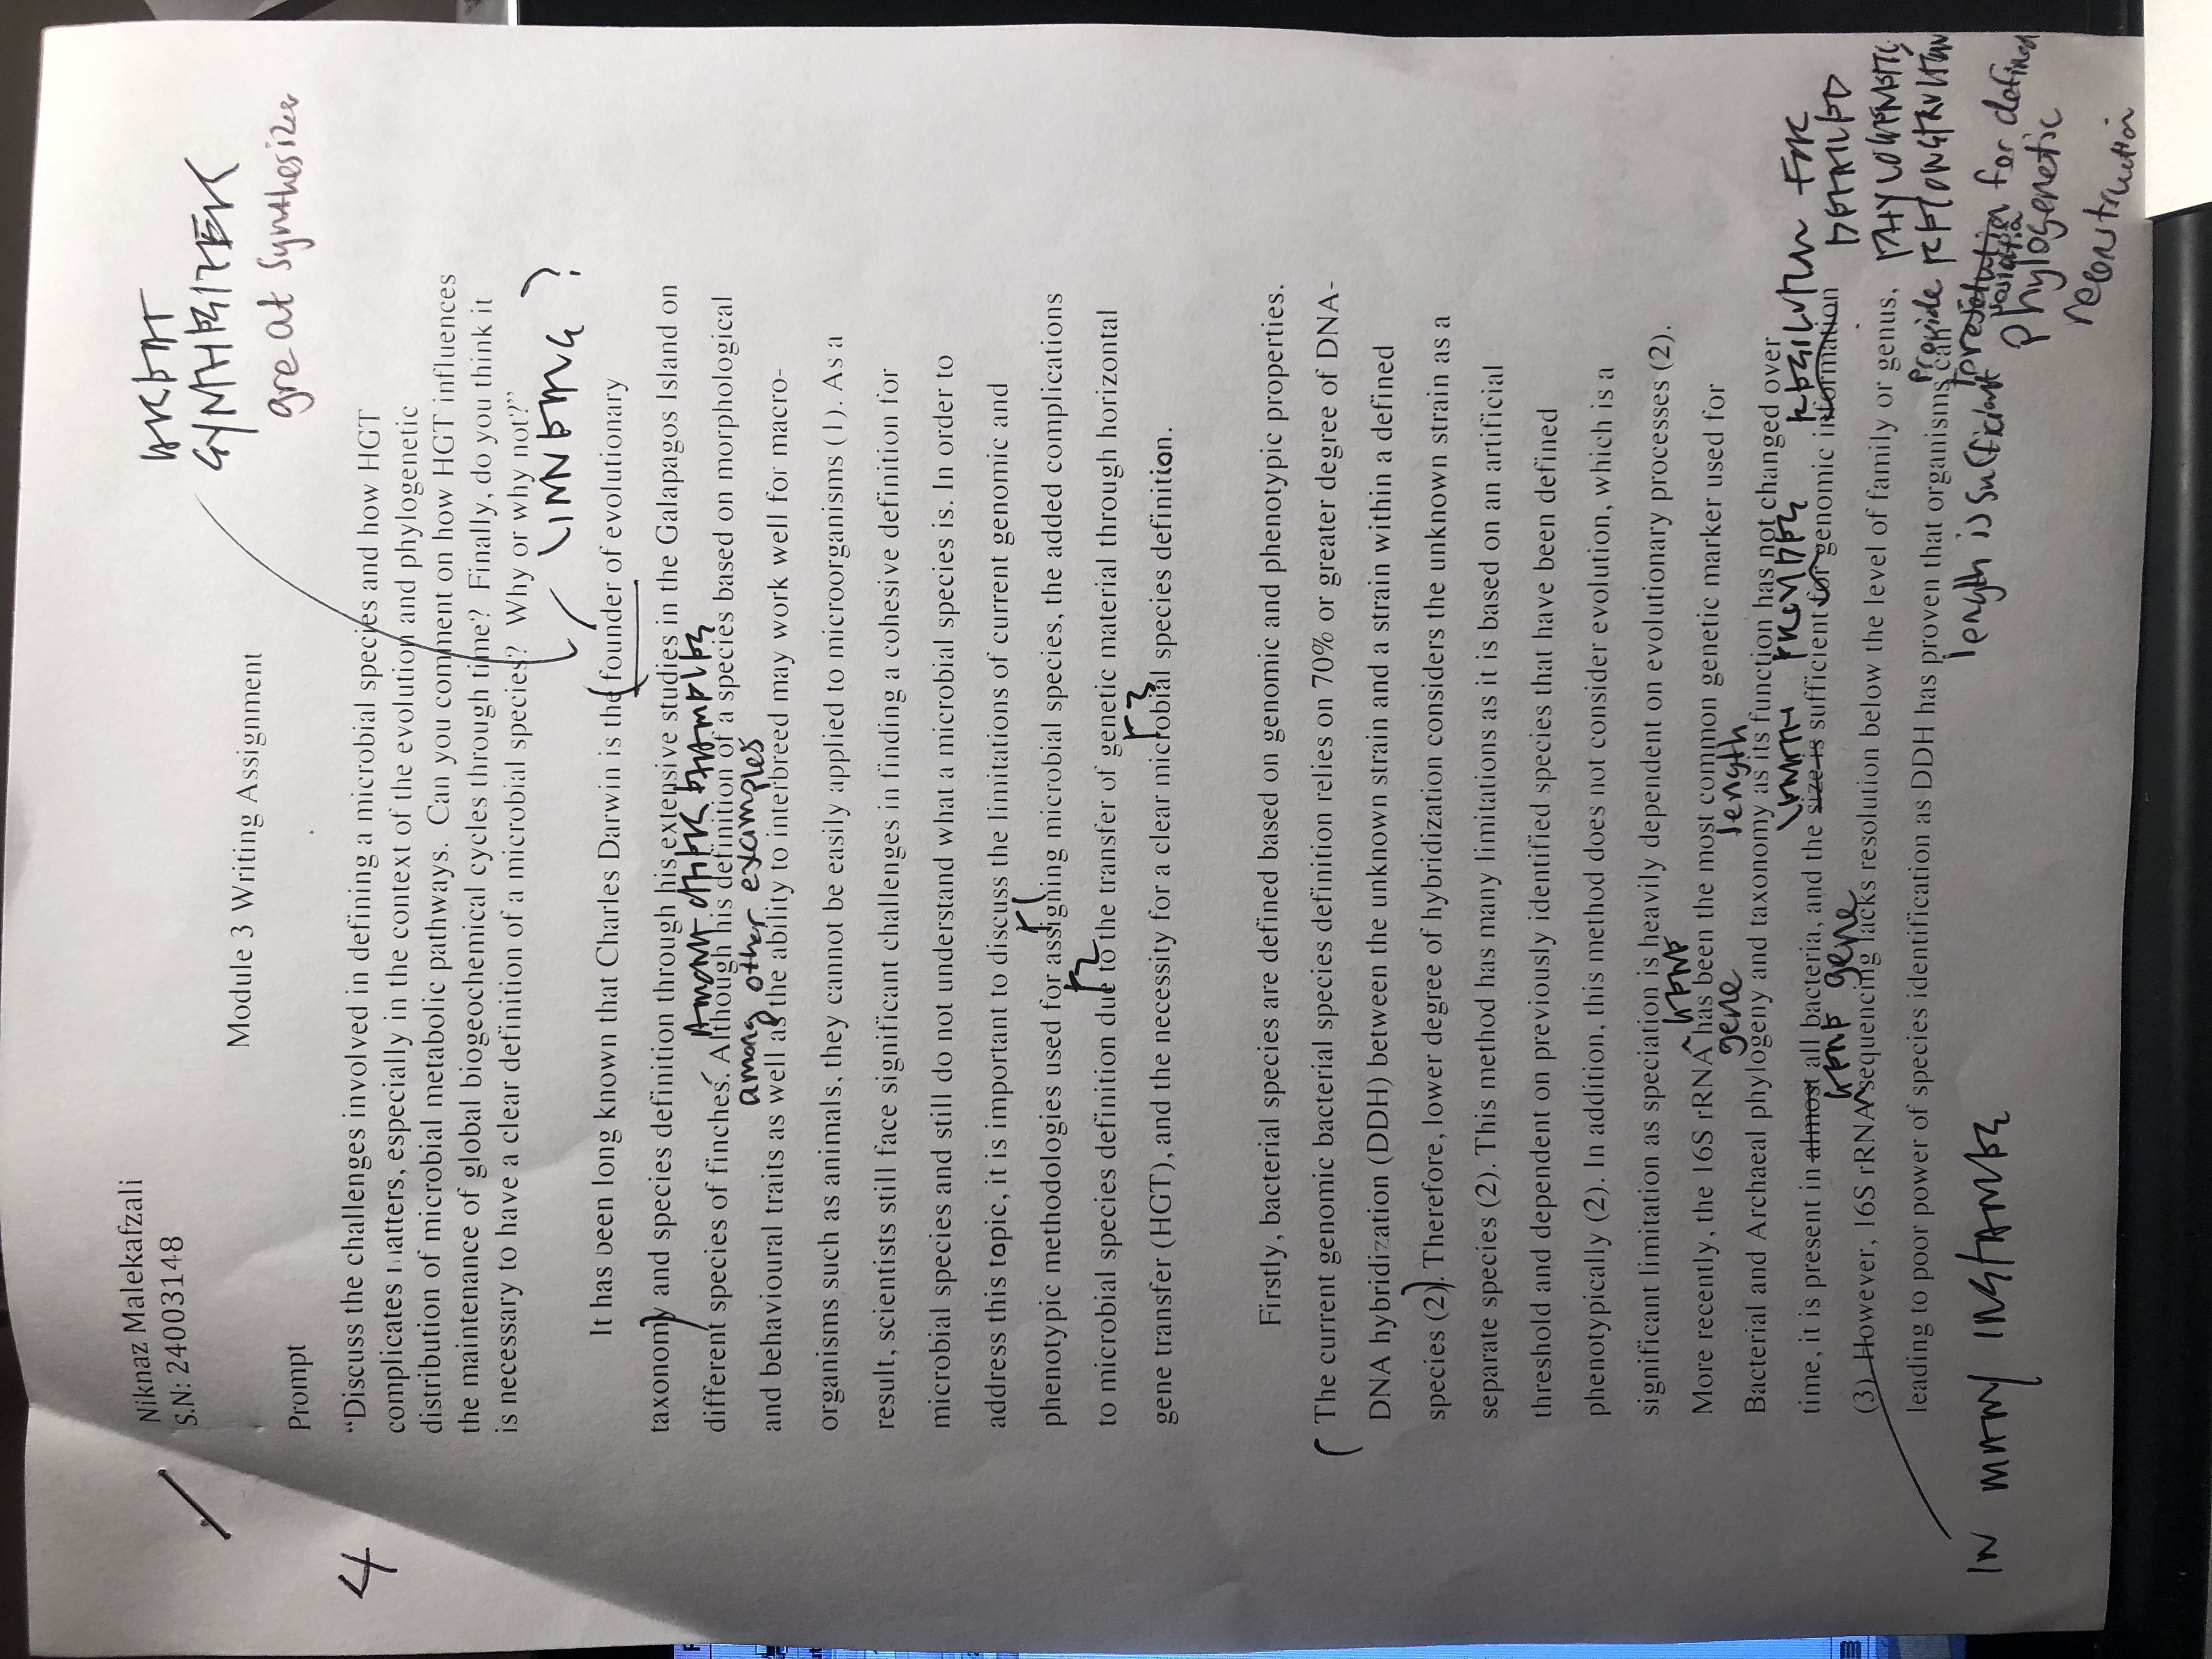 Niknaz Malekafzali
S.N: 24003148
GREAT
SYNTHESIZER
great synthesizer
Module 3 Writing Assignment
Prompt
4
“Discuss the challenges involved in defining a microbial species and how HGT
complicates matters, especially in the context of the evolution and phylogenetic
distribution of microbial metabolic pathways. Can you comment on how HGT influences
the maintenance of global biogeochemical cycles through time? Finally, do you think it
is necessary to have a clear definition of a microbial species? Why or why not?”
LINNEAUS ?
It has been long known that Charles Darwin is the founder of evolutionary
taxonomy and species definition through his extensive studies in the Galapagos Island on
AMONG OTHER EXAMPLES
different species of finches. Although his definition of a species based on morphological
among other examples
and behavioural traits as well as the ability to interbreed may work well for macro-
organisms such as animals, they cannot be easily applied to microorganisms (1). As a
result, scientists still face significant challenges in finding a cohesive definition for
microbial species and still do not understand what a microbial species is. In order to
address this topic, it is important to discuss the limitations of current genomic and
r1
phenotypic methodologies used for assigning microbial species, the added complications
r2
to microbial species definition due to the transfer of genetic material through horizontal
r3
gene transfer (HGT), and the necessity for a clear microbial species definition.
Firstly, bacterial species are defined based on genomic and phenotypic properties.
The current genomic bacterial species definition relies on 70% or greater degree of DNA-
DNA hybridization (DDH) between the unknown strain and a strain within a defined
species (2). Therefore, lower degree of hybridization considers the unknown strain as a
separate species (2). This method has many limitations as it is based on an artificial
threshold and dependent on previously identified species that have been defined
phenotypically (2). In addition, this method does not consider evolution, which is a
significant limitation as speciation is heavily dependent on evolutionary processes (2).
GENE
More recently, the 16S rRNA has been the most common genetic marker used for
gene length
Bacterial and Archaeal phylogeny and taxonomy as its function has not changed over
LENGTH PROVIDES RESOLUTION FOR
time, it is present in almost all bacteria, and the size is sufficient for genomic information
DETAILED
GENE gene
(3). However, 16S rRNA sequencing lacks resolution below the level of family or genus,
PHYLOGENETIC
leading to poor power of species identification as DDH has proven that organisms can
provide RECONSTRUCTION
IN MANY INSTANCES
length is sufficient to resolution for defined
Phylogenetic
reconstruction